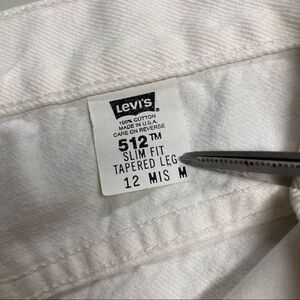 LEVI'S
100% COTTON
MADE IN U.S.A.
CARE ON REVERSE
512™
SLIM FIT
TAPERED LEG
12 MIS M